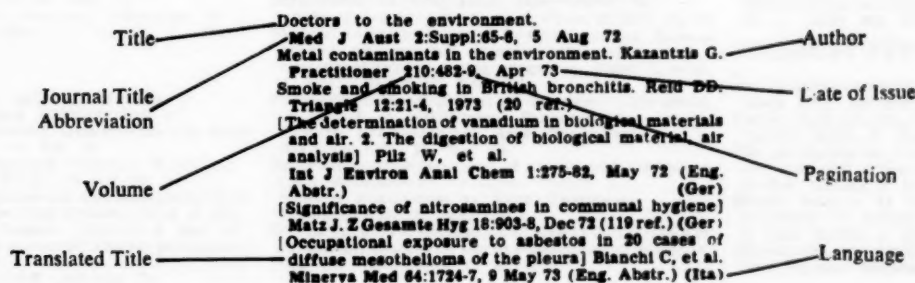 Doctors to the environment.
Med J Aust 2:Suppl:65-6, 5 Aug 72
Metal contaminants in the environment. Kazantzis G.
Practitioner 210:482-9, Apr 73
Smoke and smoking in British bronchitis. Reid DD.
Triangle 12:21-4, 1973 (20 ref.)
[The determination of vanadium in biological materials
and air. 2. The digestion of biological material, air
analysis] Pilz W, et al.
Int J Environ Anal Chem 1:275-82, May 72 (Eng.
Abstr.) (Ger)
[Significance of nitrosamines in communal hygiene]
Matz J. Z Gesamte Hyg 18:903-8, Dec 72 (119 ref.) (Ger)
[Occupational exposure to asbestos in 20 cases of
diffuse mesothelioma of the pleura] Bianchi C, et al.
Minerva Med 64:1724-7, 9 May 73 (Eng. Abstr.) (Ita)
Title
Journal Title
Abbreviation
Volume
Translated Title
Author
Date of Issue
Pagination
Language